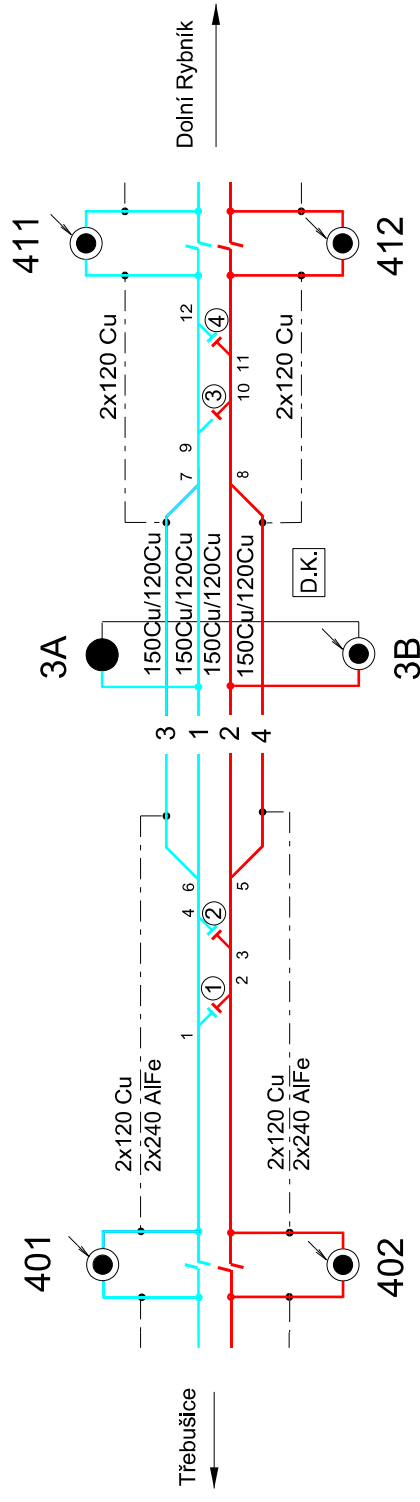 Třebušice
Dolní Rybník
401
3A
411
2x120 Cu
2x240 AlFe
2x120 Cu
150Cu/120Cu
150Cu/120Cu
150Cu/120Cu
150Cu/120Cu
1
4
6
7
9
12
1
2
3
4
3
1
2
4
2
3
5
8
10
11
D.K.
2x120 Cu
2x240 AlFe
2x120 Cu
402
3B
412